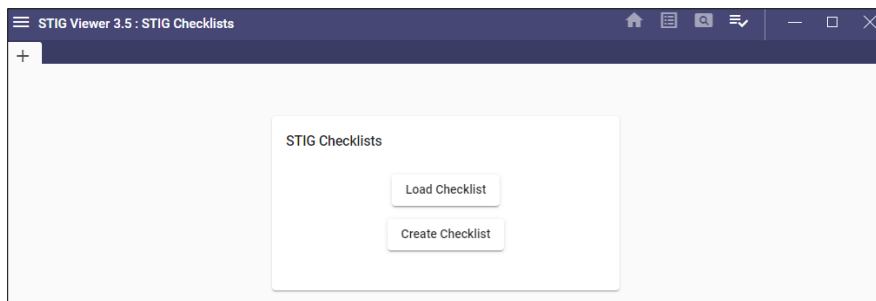 STIG Viewer 3.5 : STIG Checklists
STIG Checklists
Load Checklist
Create Checklist